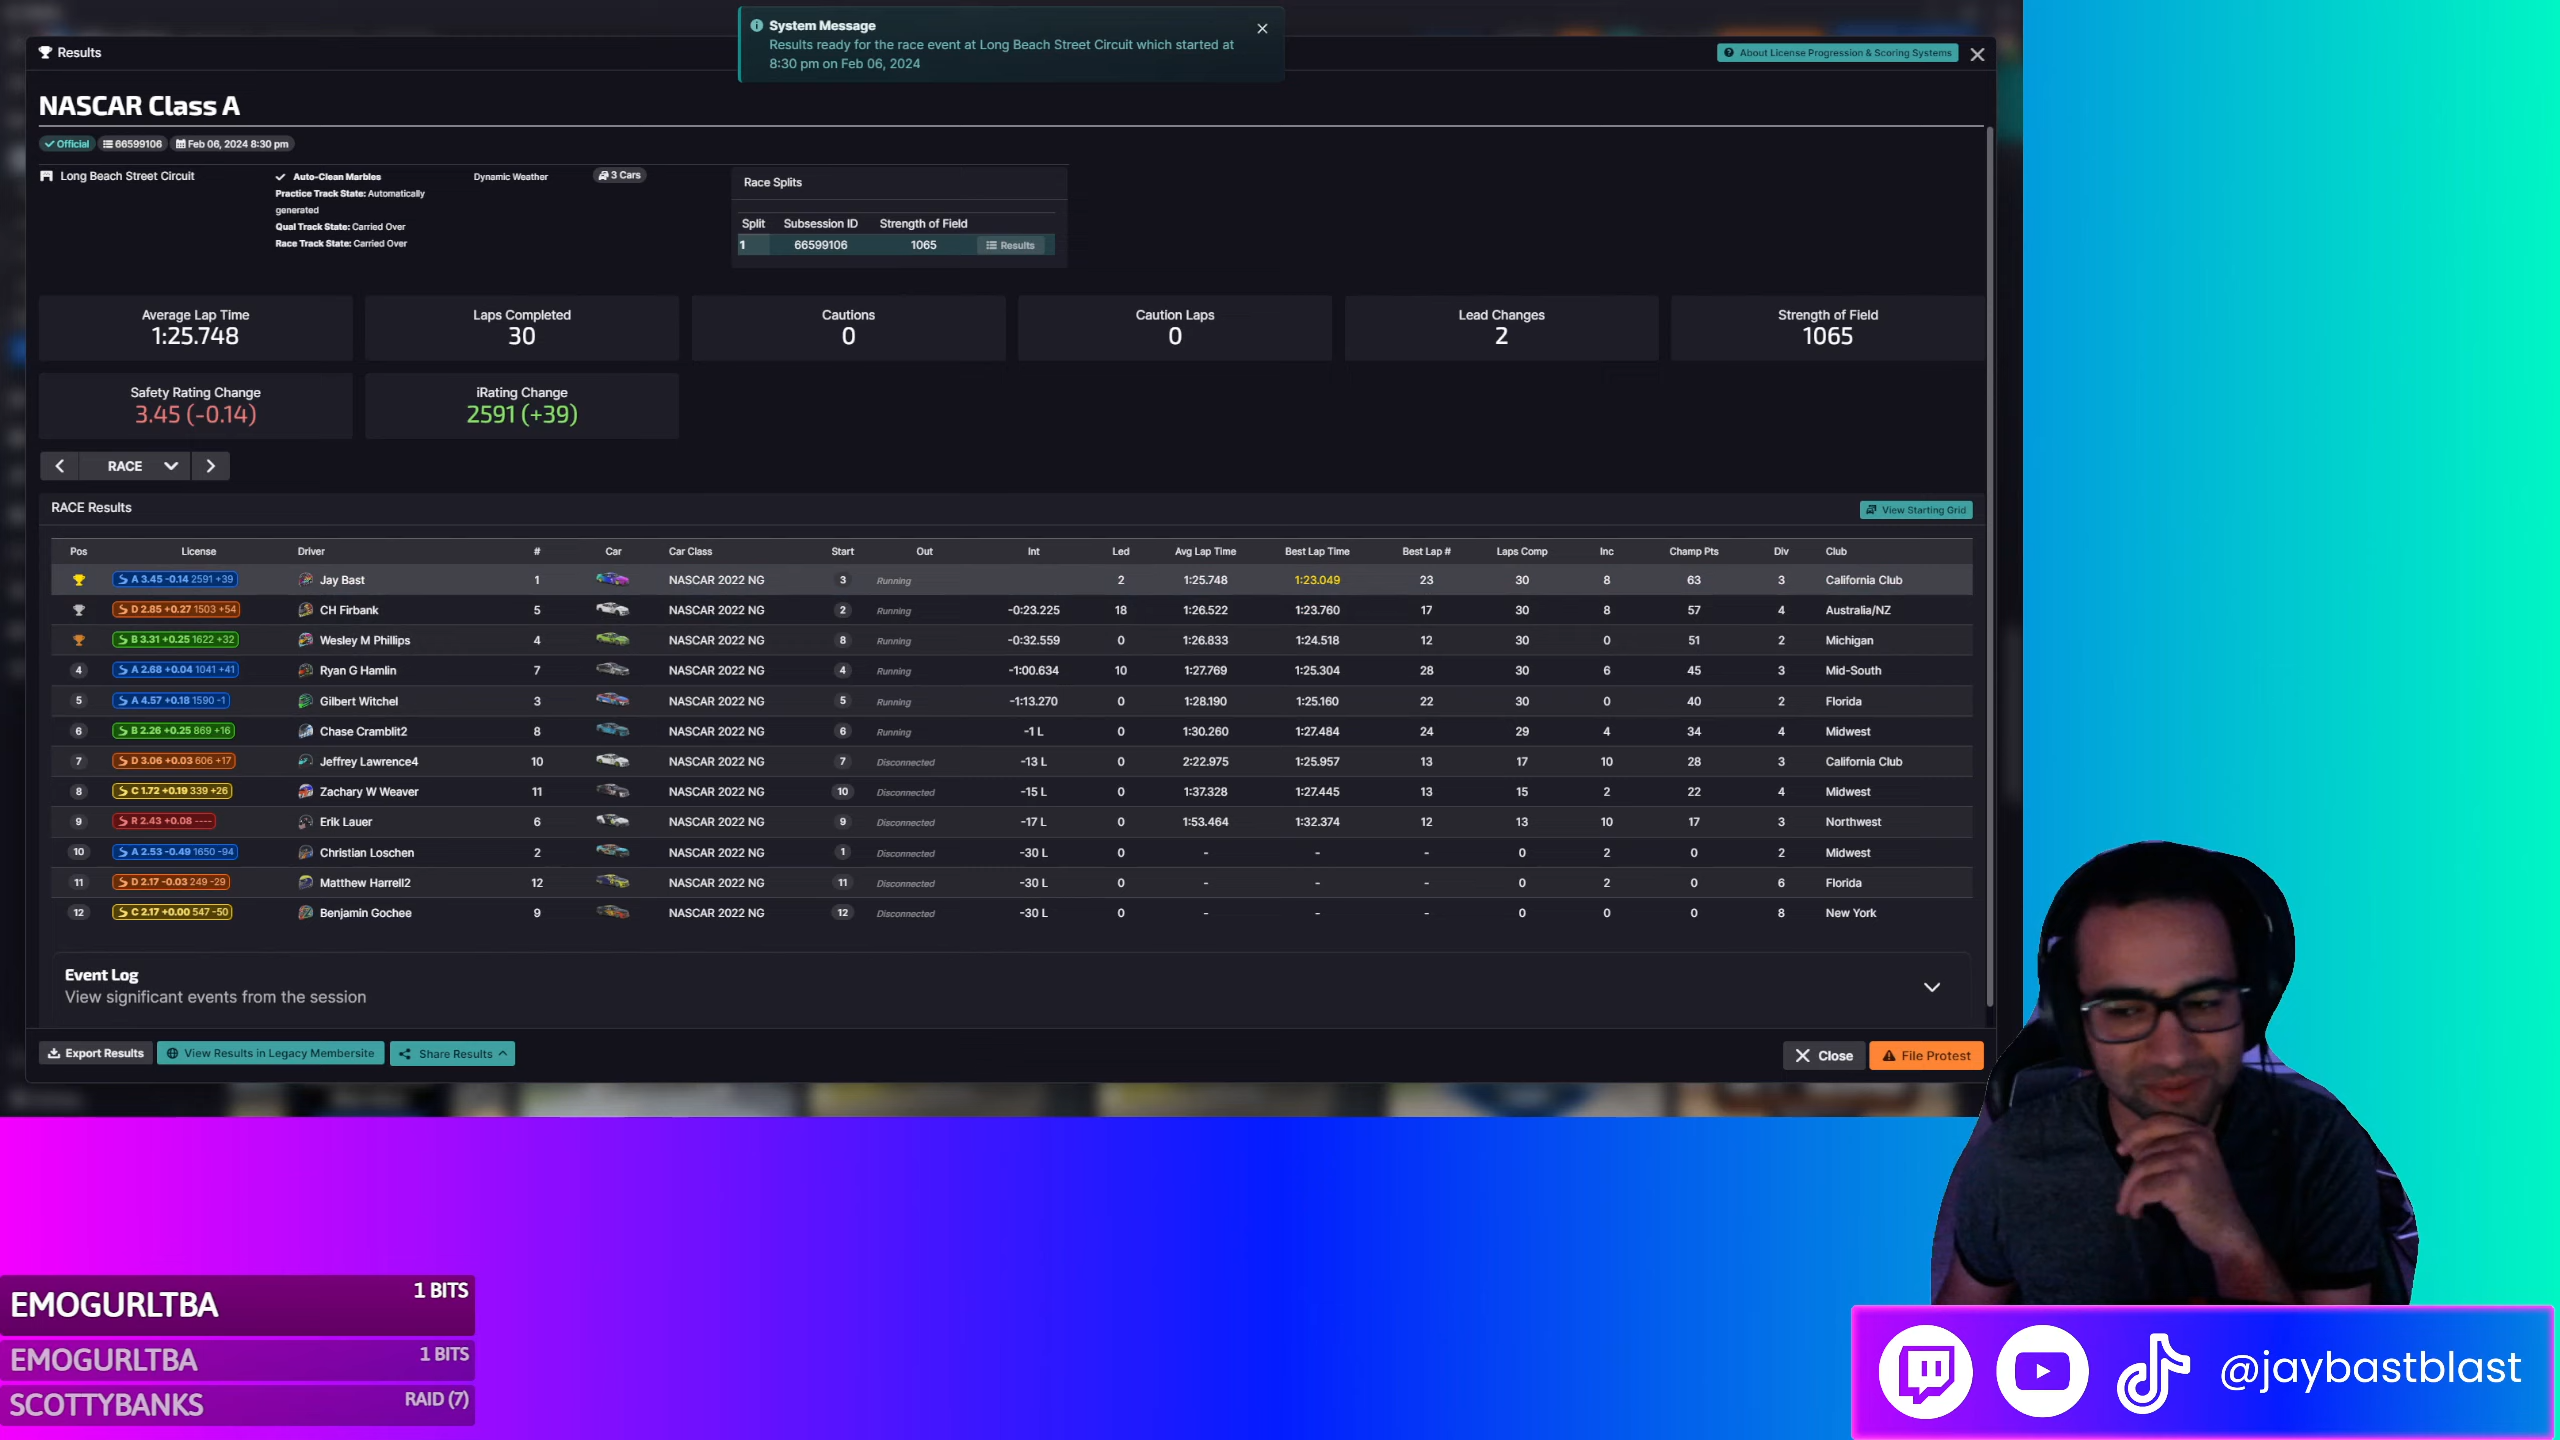 System Message
Results ready for the race event at Long Beach Street Circuit which started at
8:30 pm on Feb 06, 2024
Results
About License Progression & Scoring Systems
NASCAR Class A
Official 66599106 Feb 06, 2024 8:30 pm
Long Beach Street Circuit
Auto-Clean Marbles
Practice Track State: Automatically
generated
Qual Track State: Carried Over
Race Track State: Carried Over
Dynamic Weather
3 Cars
Race Splits
Split Subsession ID Strength of Field
1 66599106 1065 Results
Average Lap Time
1:25.748
Laps Completed
30
Cautions
0
Caution Laps
0
Lead Changes
2
Strength of Field
1065
Safety Rating Change
3.45 (-0.14)
iRating Change
2591 (+39)
RACE
RACE Results
View Starting Grid
Pos License Driver # Car Car Class Start Out Int Led Avg Lap Time Best Lap Time Best Lap # Laps Comp Inc Champ Pts Div Club
A 3.45 -0.14 2591 +39 Jay Bast 1 NASCAR 2022 NG 3 Running 2 1:25.748 1:23.049 23 30 8 63 3 California Club
D 2.85 +0.27 1503 +54 CH Firbank 5 NASCAR 2022 NG 2 Running -0:23.225 18 1:26.522 1:23.760 17 30 8 57 4 Australia/NZ
B 3.31 +0.25 1622 +32 Wesley M Phillips 4 NASCAR 2022 NG 8 Running -0:32.559 0 1:26.833 1:24.518 12 30 0 51 2 Michigan
4 A 2.68 +0.04 1041 +41 Ryan G Hamlin 7 NASCAR 2022 NG 4 Running -1:00.634 10 1:27.769 1:25.304 28 30 6 45 3 Mid-South
5 A 4.57 +0.18 1590 -1 Gilbert Witchel 3 NASCAR 2022 NG 5 Running -1:13.270 0 1:28.190 1:25.160 22 30 0 40 2 Florida
6 B 2.26 +0.25 869 +16 Chase Cramblit2 8 NASCAR 2022 NG 6 Running -1 L 0 1:30.260 1:27.484 24 29 4 34 4 Midwest
7 D 3.06 +0.03 606 +17 Jeffrey Lawrence4 10 NASCAR 2022 NG 7 Disconnected -13 L 0 2:22.975 1:25.957 13 17 10 28 3 California Club
8 C 1.72 +0.19 339 +26 Zachary W Weaver 11 NASCAR 2022 NG 10 Disconnected -15 L 0 1:37.328 1:27.445 13 15 2 22 4 Midwest
9 R 2.43 +0.08 ---- Erik Lauer 6 NASCAR 2022 NG 9 Disconnected -17 L 0 1:53.464 1:32.374 12 13 10 17 3 Northwest
10 A 2.53 -0.49 1650 -94 Christian Loschen 2 NASCAR 2022 NG 1 Disconnected -30 L 0 - - - 0 2 0 2 Midwest
11 D 2.17 -0.03 249 -29 Matthew Harrell2 12 NASCAR 2022 NG 11 Disconnected -30 L 0 - - - 0 2 0 6 Florida
12 C 2.17 +0.00 547 -50 Benjamin Gochee 9 NASCAR 2022 NG 12 Disconnected -30 L 0 - - - 0 0 0 8 New York
Event Log
View significant events from the session
Export Results View Results in Legacy Membersite Share Results
Close File Protest
EMOGURLTBA 1 BITS
EMOGURLTBA 1 BITS
SCOTTYBANKS RAID (7)
@jaybastblast